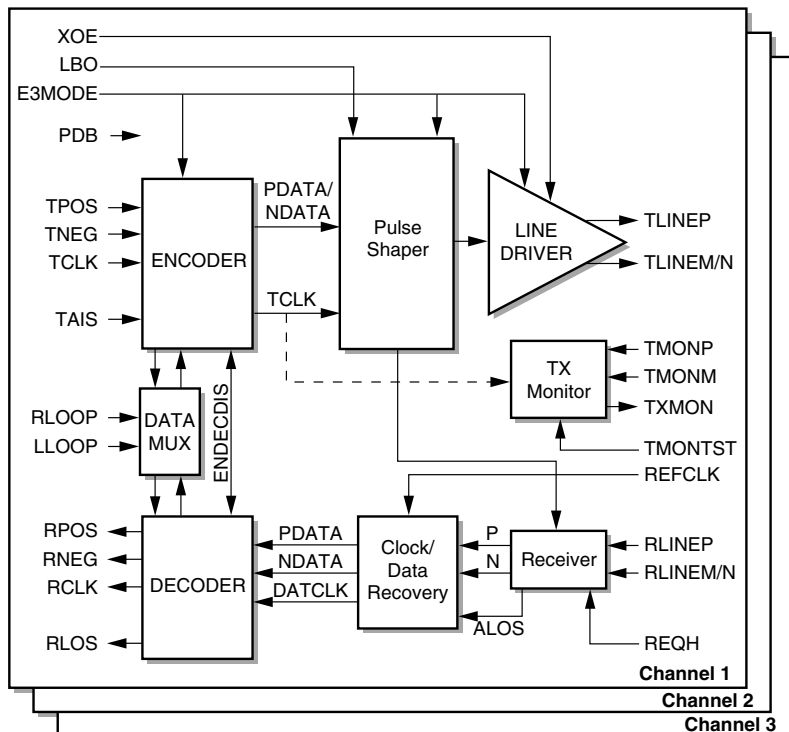 XOE
LBO
E3MODE
PDB
TPOS
TNEG
TCLK
TAIS
ENCODER
PDATA/
NDATA
TCLK
Pulse
Shaper
LINE
DRIVER
TLINEP
TLINEM/N
TX
Monitor
TMONP
TMONM
TXMON
TMONTST
REFCLK
RLOOP
LLOOP
DATA
MUX
ENDECDIS
RPOS
RNEG
RCLK
RLOS
DECODER
PDATA
NDATA
DATCLK
Clock/
Data
Recovery
P
N
ALOS
Receiver
RLINEP
RLINEM/N
REQH
Channel 1
Channel 2
Channel 3